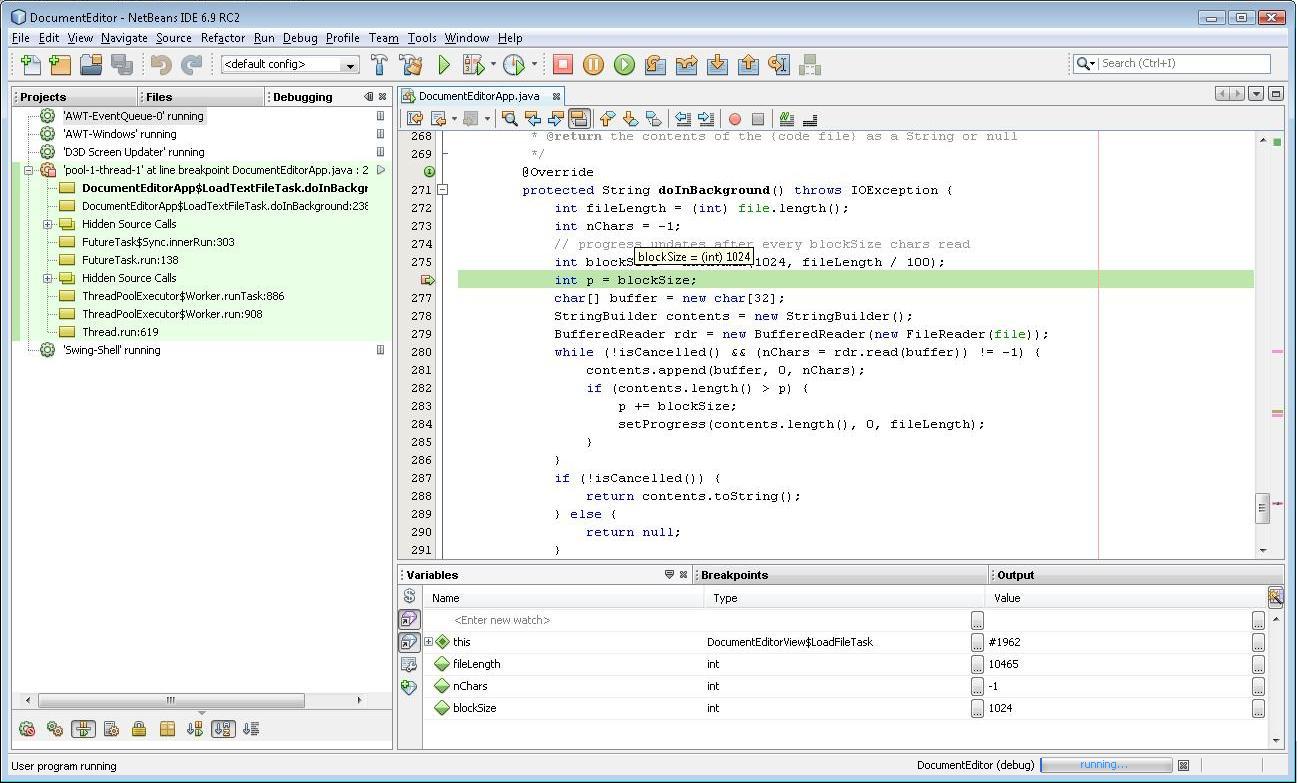 DocumentEditor - NetBeans IDE 6.9 RC2
File Edit View Navigate Source Refactor Run Debug Profile Team Tools Window Help
<default config>
Search (Ctrl+I)
Projects
Files
Debugging
'AWT-EventQueue-0' running
'AWT-Windows' running
'D3D Screen Updater' running
'pool-1-thread-1' at line breakpoint DocumentEditorApp.java : 2
DocumentEditorApp$LoadTextFileTask.doInBackgr
DocumentEditorApp$LoadTextFileTask.doInBackground:238
Hidden Source Calls
FutureTask$Sync.innerRun:303
FutureTask.run:138
Hidden Source Calls
ThreadPoolExecutor$Worker.runTask:886
ThreadPoolExecutor$Worker.run:908
Thread.run:619
'Swing-Shell' running
DocumentEditorApp.java
268 * @return the contents of the {code file} as a String or null
269 */
@Override
271 protected String doInBackground() throws IOException {
272 int fileLength = (int) file.length();
273 int nChars = -1;
274 // progress updates after every blockSize chars read
blockSize = (int) 1024
275 int blockS (1024, fileLength / 100);
int p = blockSize;
277 char[] buffer = new char[32];
278 StringBuilder contents = new StringBuilder();
279 BufferedReader rdr = new BufferedReader(new FileReader(file));
280 while (!isCancelled() && (nChars = rdr.read(buffer)) != -1) {
281 contents.append(buffer, 0, nChars);
282 if (contents.length() > p) {
283 p += blockSize;
284 setProgress(contents.length(), 0, fileLength);
285 }
286 }
287 if (!isCancelled()) {
288 return contents.toString();
289 } else {
290 return null;
291 }
Variables
Breakpoints
Output
Name Type Value
<Enter new watch>
this DocumentEditorView$LoadFileTask #1962
fileLength int 10465
nChars int -1
blockSize int 1024
User program running
DocumentEditor (debug)
running...